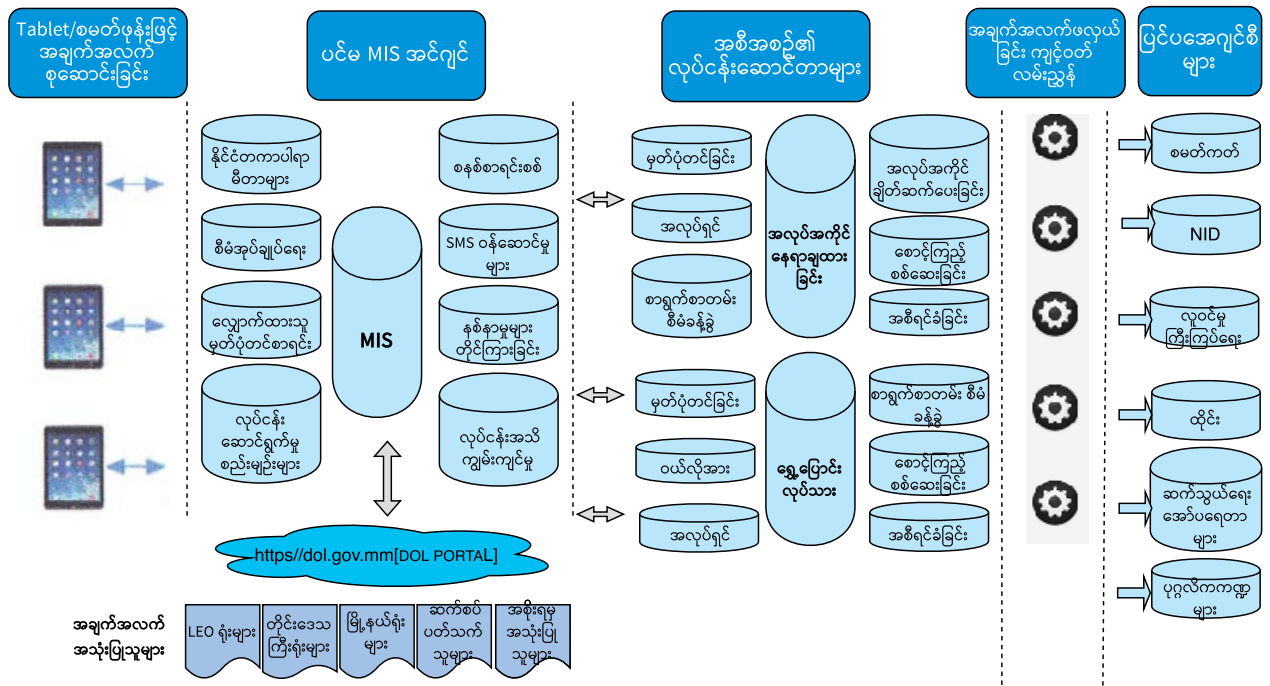 Tablet/စမတ်ဖုန်းဖြင့်
အချက်အလက်
စုဆောင်းခြင်း
ပင်မ MIS အင်ဂျင်
အစီအစဉ်၏
လုပ်ငန်းဆောင်တာများ
အချက်အလက်ဖလှယ်
ခြင်း ကျင့်ဝတ်
လမ်းညွှန်
ပြင်ပအေဂျင်စီ
များ
နိုင်ငံတကာပါရာ
မီတာများ
စီမံအုပ်ချုပ်ရေး
လျှောက်ထားသူ
မှတ်ပုံတင်စာရင်း
လုပ်ငန်း
ဆောင်ရွက်မှု
စည်းမျဉ်းများ
MIS
စနစ်စာရင်းစစ်
SMS ဝန်ဆောင်မှု
များ
နစ်နာမှုများ
တိုင်ကြားခြင်း
လုပ်ငန်းအသိ
ကျွမ်းကျင်မှု
မှတ်ပုံတင်ခြင်း
အလုပ်ရှင်
စာရွက်စာတမ်း
စီမံခန့်ခွဲ
အလုပ်အကိုင်
နေရာချထား
ခြင်း
အလုပ်အကိုင်
ချိတ်ဆက်ပေးခြင်း
စောင့်ကြည့်
စစ်ဆေးခြင်း
အစီရင်ခံခြင်း
မှတ်ပုံတင်ခြင်း
ဝယ်လိုအား
အလုပ်ရှင်
ရွှေ့ပြောင်း
လုပ်သား
စာရွက်စာတမ်း စီမံ
ခန့်ခွဲ
စောင့်ကြည့်
စစ်ဆေးခြင်း
အစီရင်ခံခြင်း
စမတ်ကတ်
NID
လူဝင်မှု
ကြီးကြပ်ရေး
ထိုင်း
ဆက်သွယ်ရေး
အော်ပရေတာ
များ
ပုဂ္ဂလိကကဏ္ဍ
များ
https//dol.gov.mm[DOL PORTAL]
အချက်အလက်
အသုံးပြုသူများ
LEO ရုံးများ
တိုင်းဒေသ
ကြီးရုံးများ
မြို့နယ်ရုံး
များ
ဆက်စပ်
ပတ်သက်
သူများ
အစိုးရမှ
အသုံးပြု
သူများ